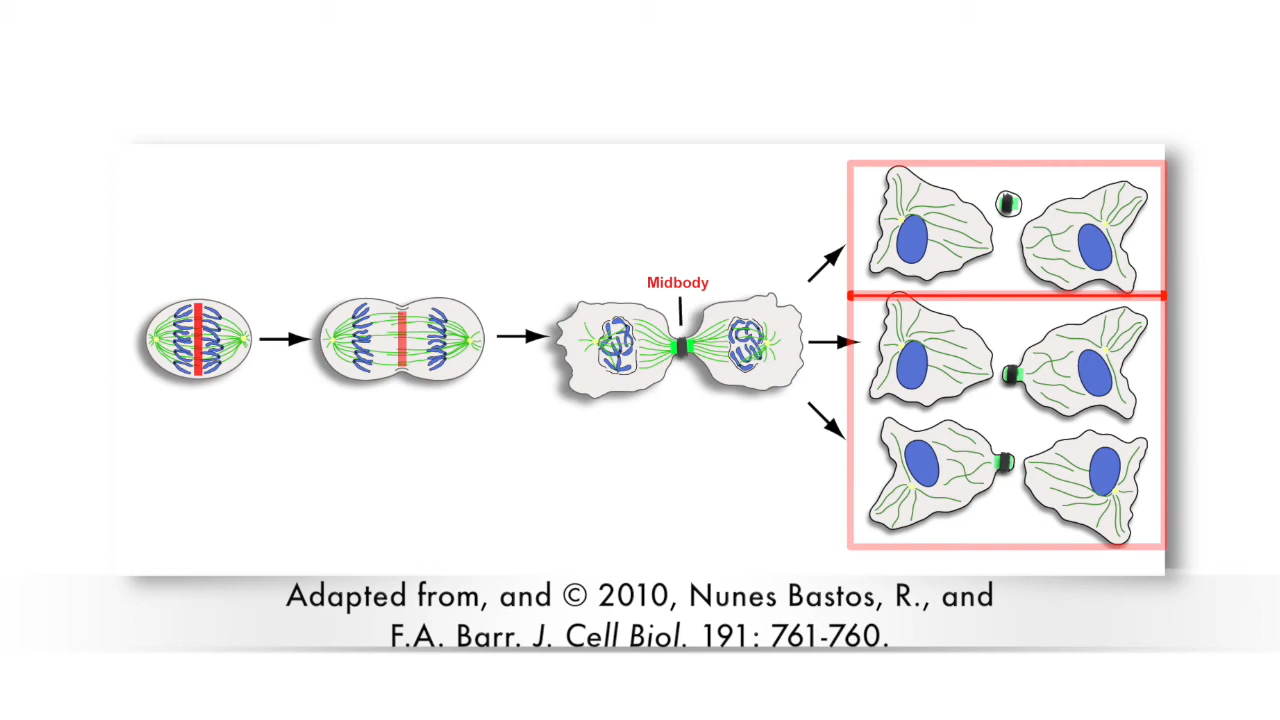 Midbody
Adapted from, and © 2010, Nunes Bastos, R., and
F.A. Barr. J. Cell Biol. 191: 761-760.